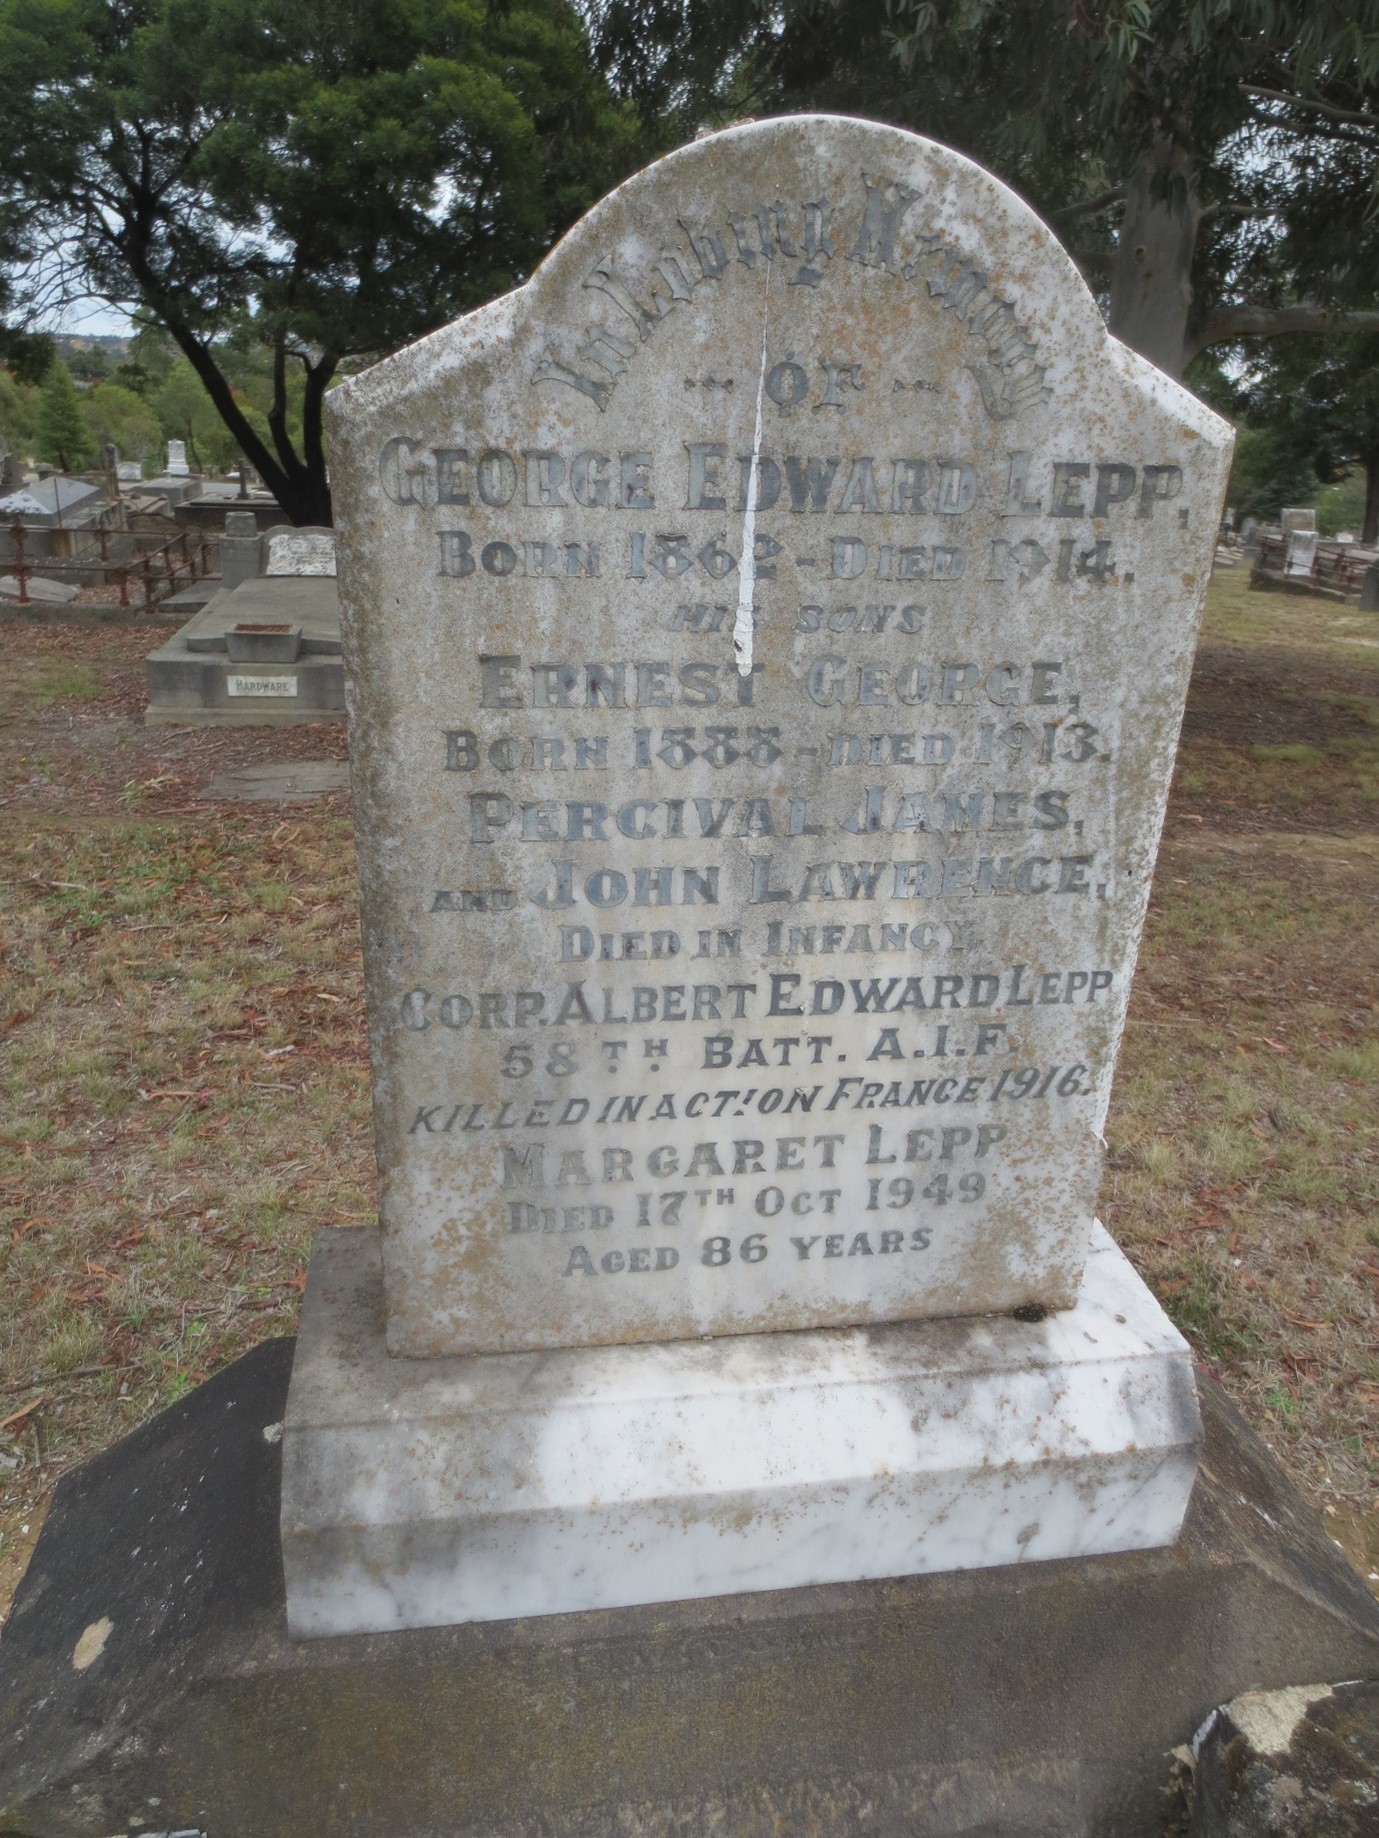 In Loving Memory
OF
GEORGE EDWARD LEPP,
BORN 1862 - DIED 1914.
HIS SONS
ERNEST GEORGE,
BORN 1888 - DIED 1913.
PERCIVAL JAMES,
AND JOHN LAWRENCE,
DIED IN INFANCY.
CORP. ALBERT EDWARD LEPP
58TH BATT. A.I.F.
KILLED IN ACTION FRANCE 1916.
MARGARET LEPP
DIED 17TH OCT 1949
AGED 86 YEARS
HARDWARE